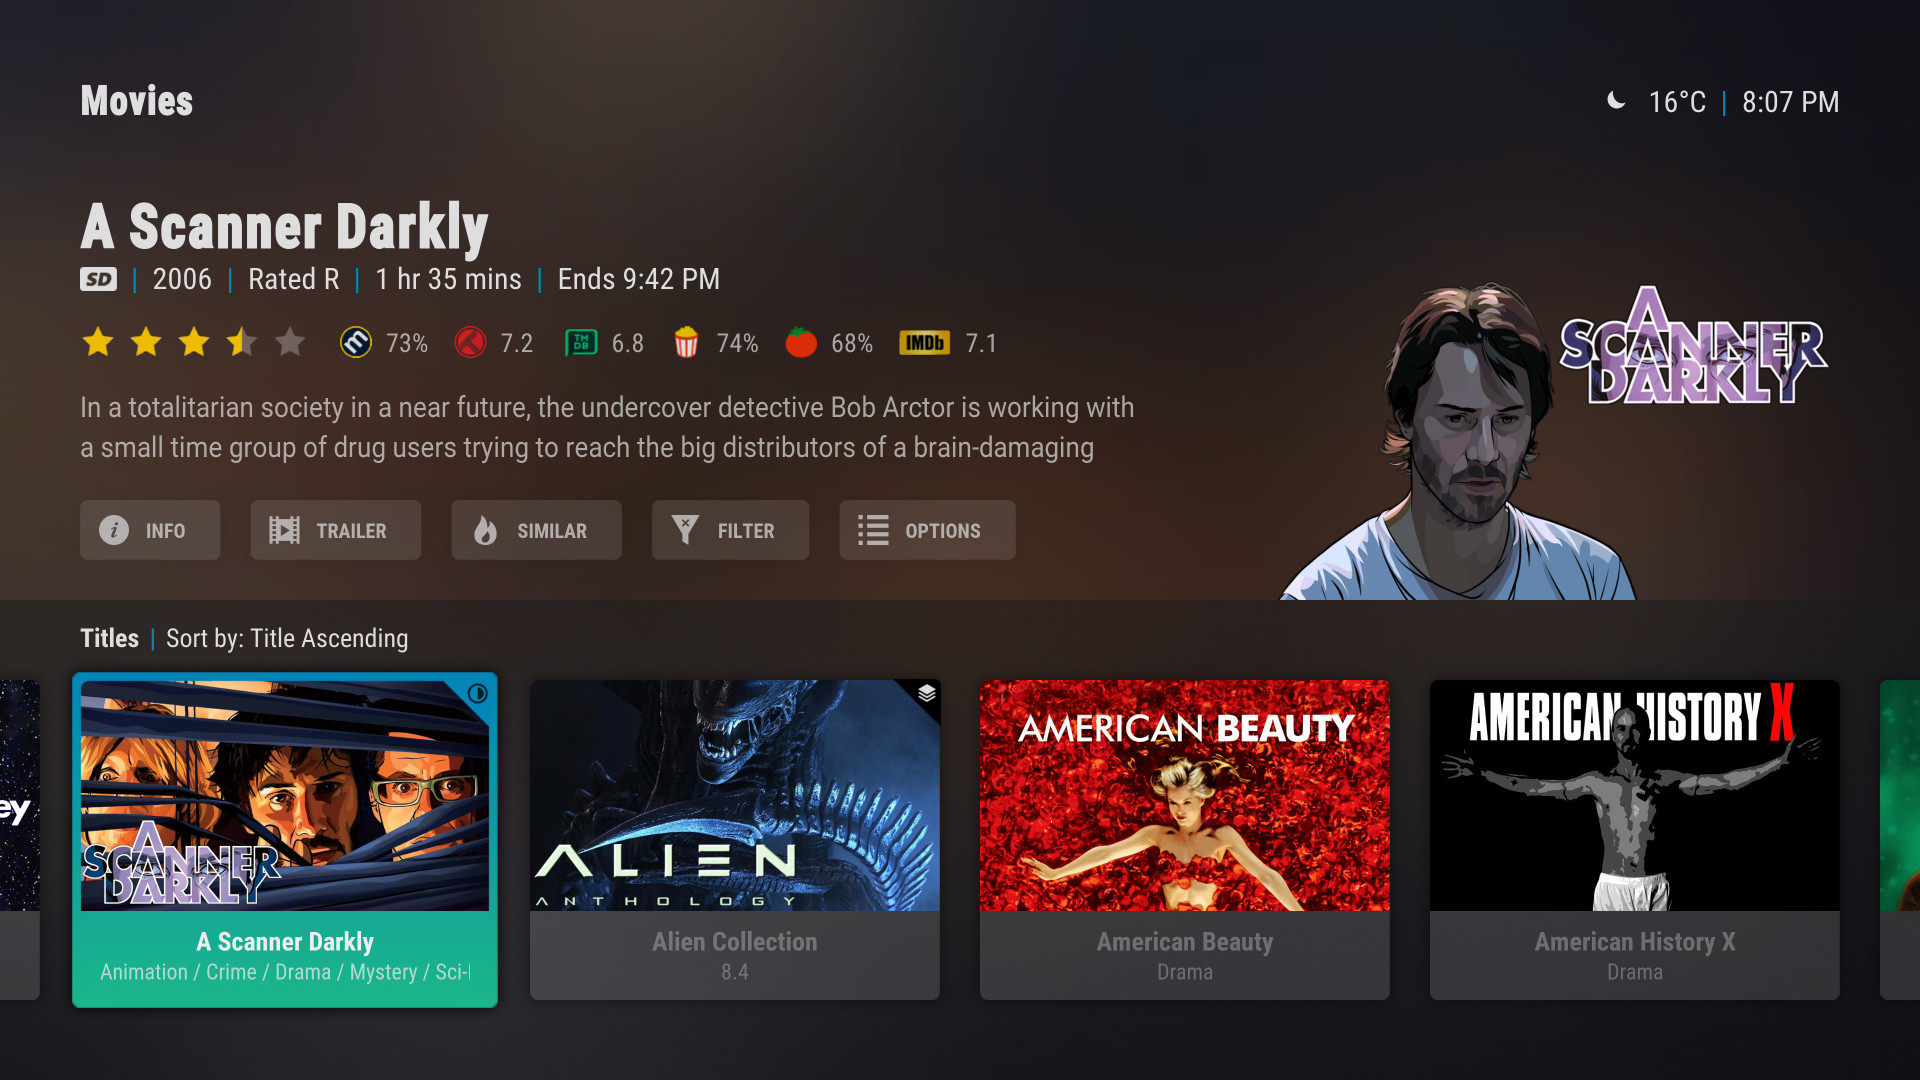 Movies
16°C | 8:07 PM
A Scanner Darkly
SD | 2006 | Rated R | 1 hr 35 mins | Ends 9:42 PM
73% 7.2 TMDB 6.8 74% 68% IMDb 7.1
In a totalitarian society in a near future, the undercover detective Bob Arctor is working with
a small time group of drug users trying to reach the big distributors of a brain-damaging
A
SCANNER
DARKLY
INFO TRAILER SIMILAR FILTER OPTIONS
Titles | Sort by: Title Ascending
ey
A
SCANNER
DARKLY
A Scanner Darkly
Animation / Crime / Drama / Mystery / Sci-
ALIEN
ANTHOLOGY
Alien Collection
8.4
AMERICAN BEAUTY
American Beauty
Drama
AMERICAN HISTORY X
American History X
Drama